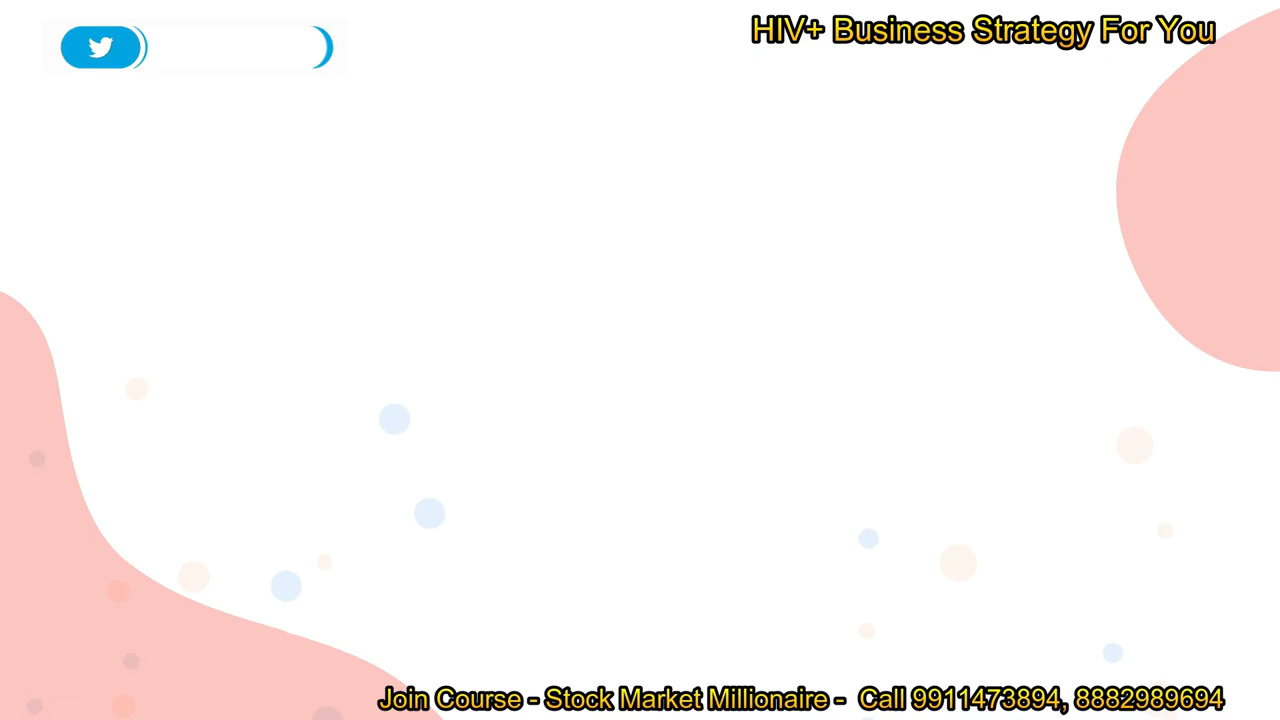 HIV+ Business Strategy For You
Join Course - Stock Market Millionaire - Call 9911473894, 8882989694